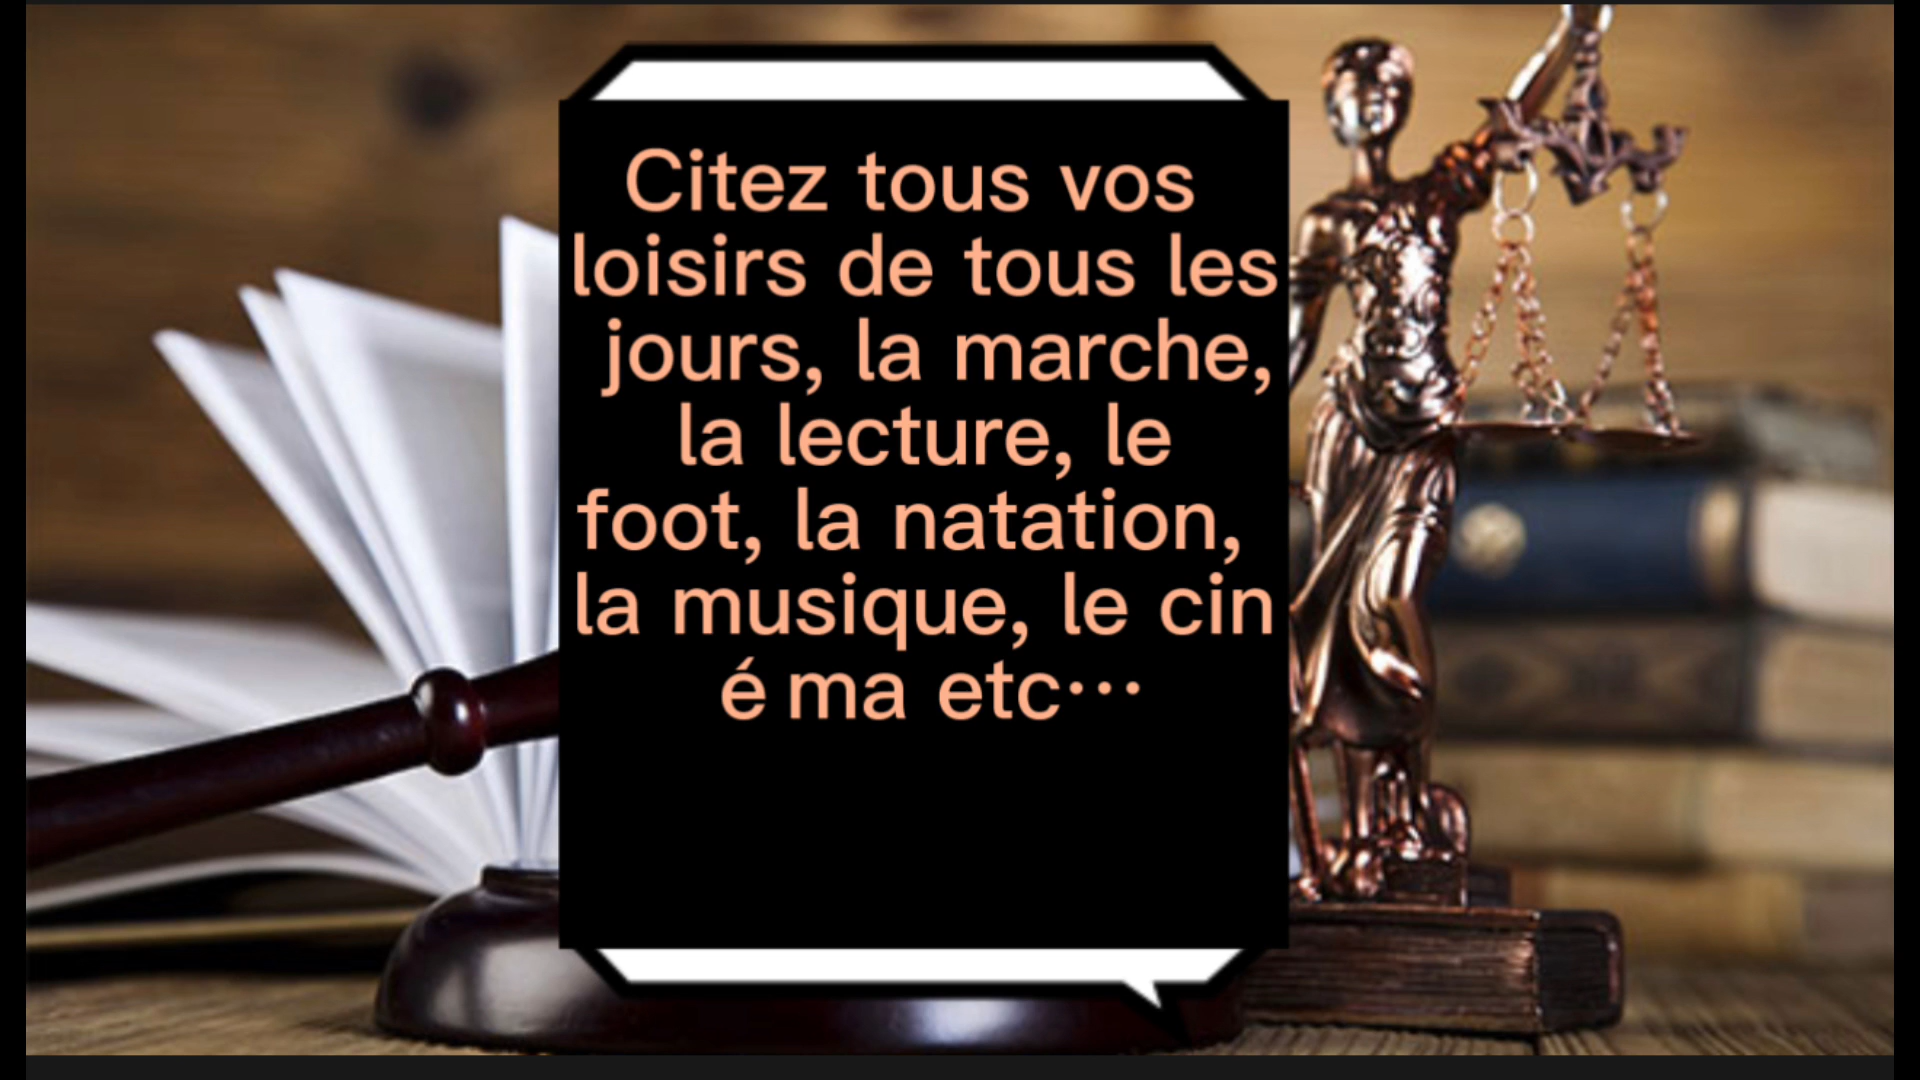 Citez tous vos
loisirs de tous les
jours, la marche,
la lecture, le
foot, la natation,
la musique, le cin
é ma etc···